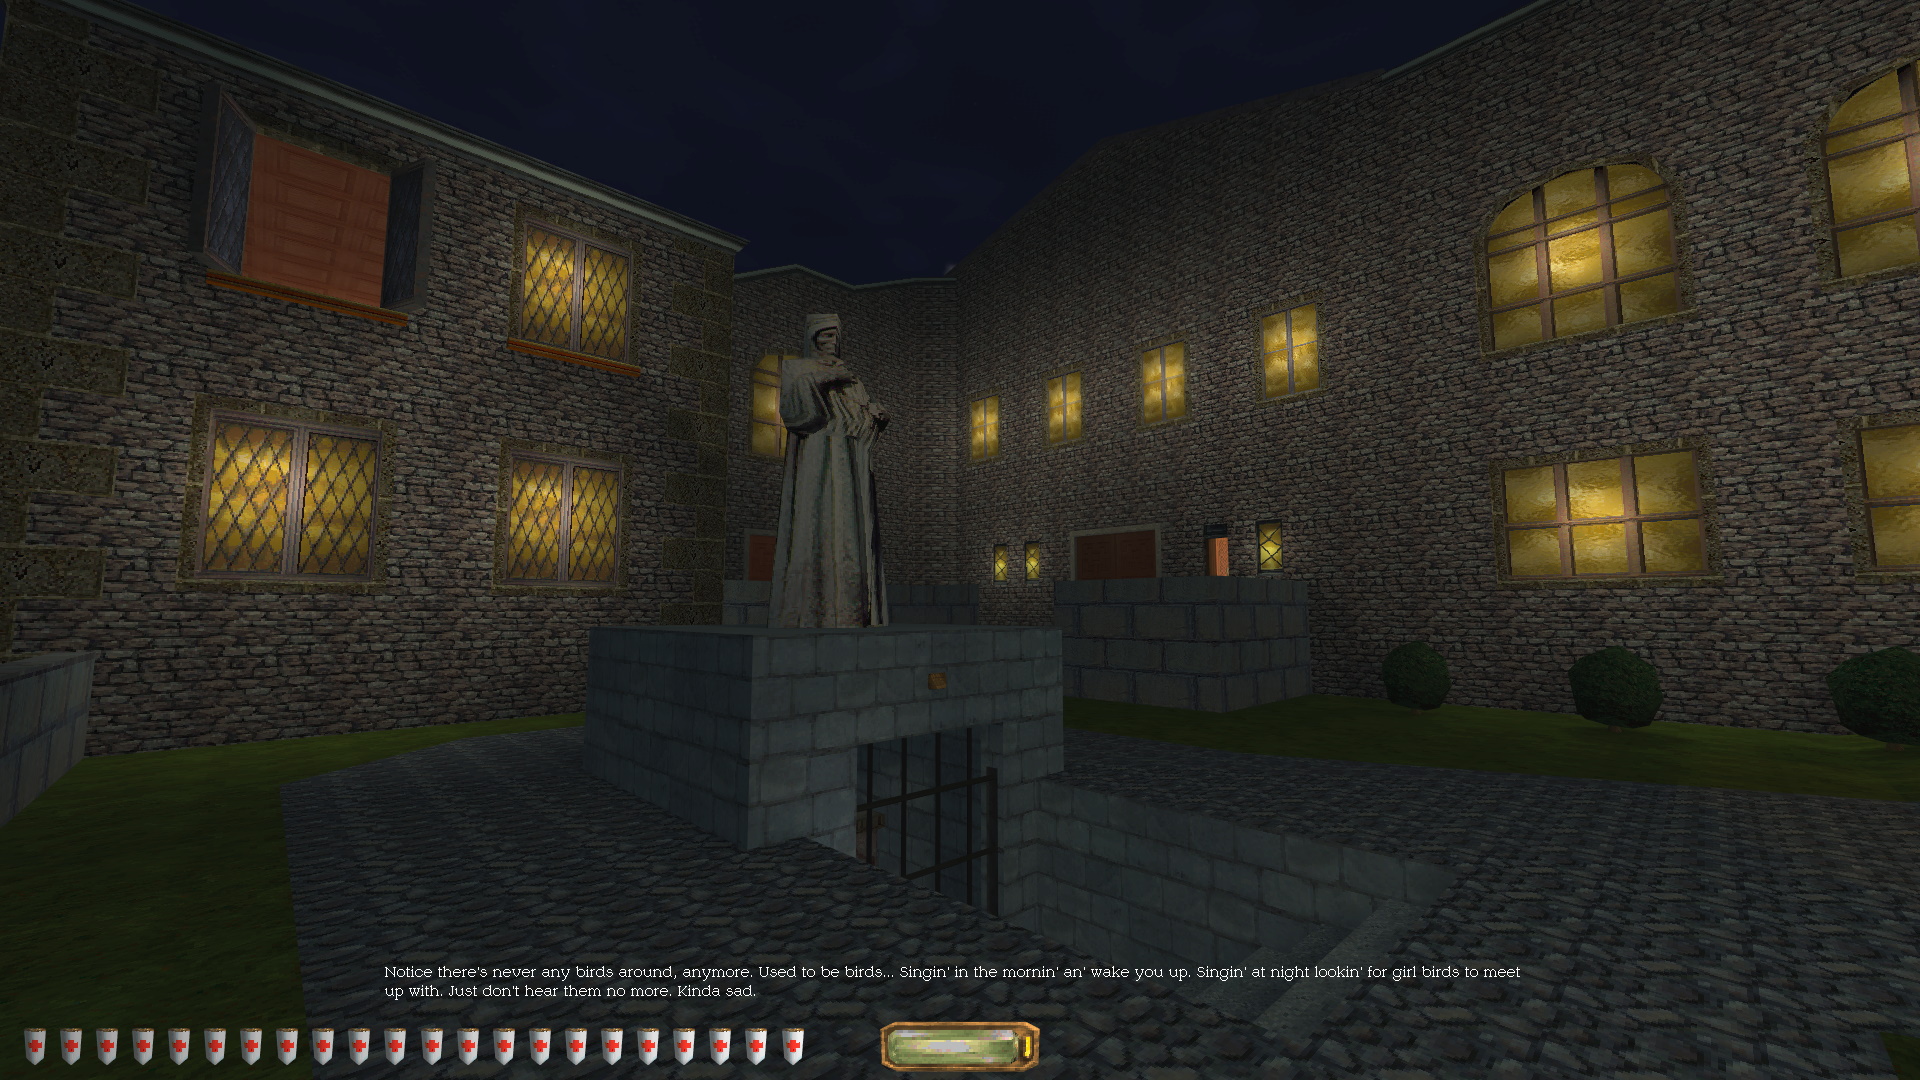 Notice there's never any birds around, anymore. Used to be birds... Singin' in the mornin' an' wake you up. Singin' at night lookin' for girl birds to meet
up with. Just don't hear them no more. Kinda sad.